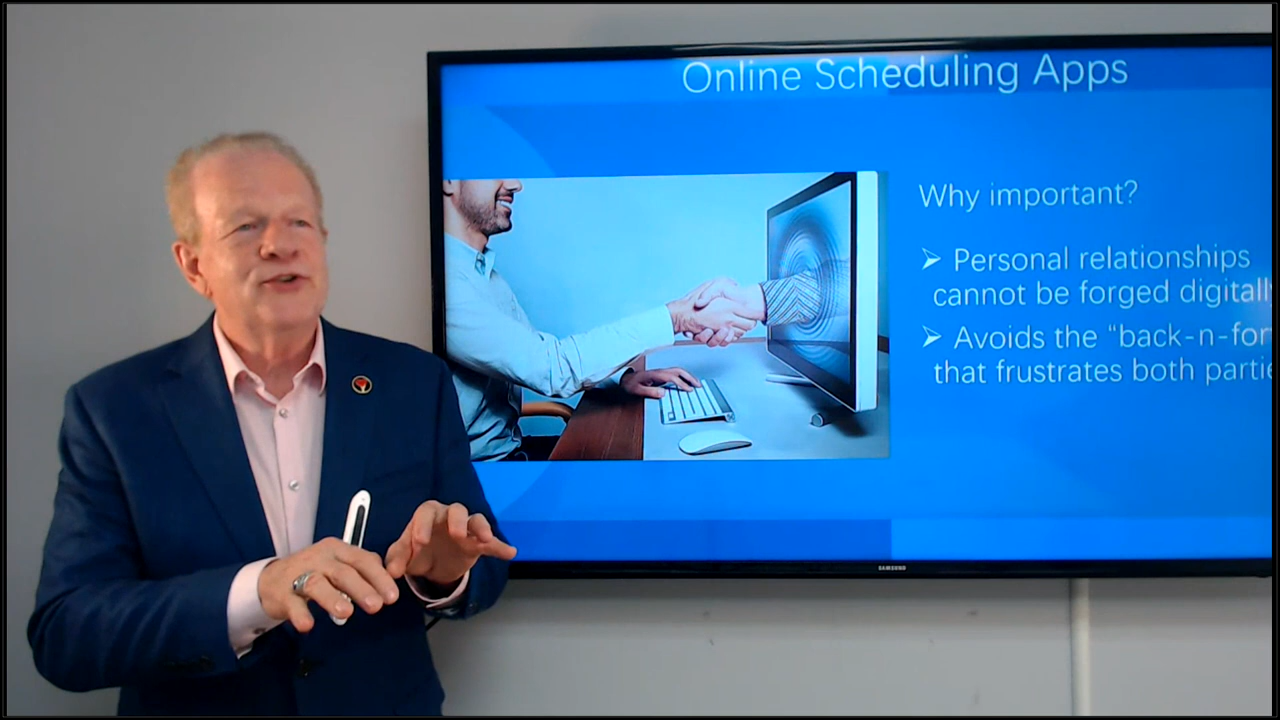 Online Scheduling Apps
Why important?
➢ Personal relationships
cannot be forged digitally
➢ Avoids the “back-n-for
that frustrates both partie
SAMSUNG